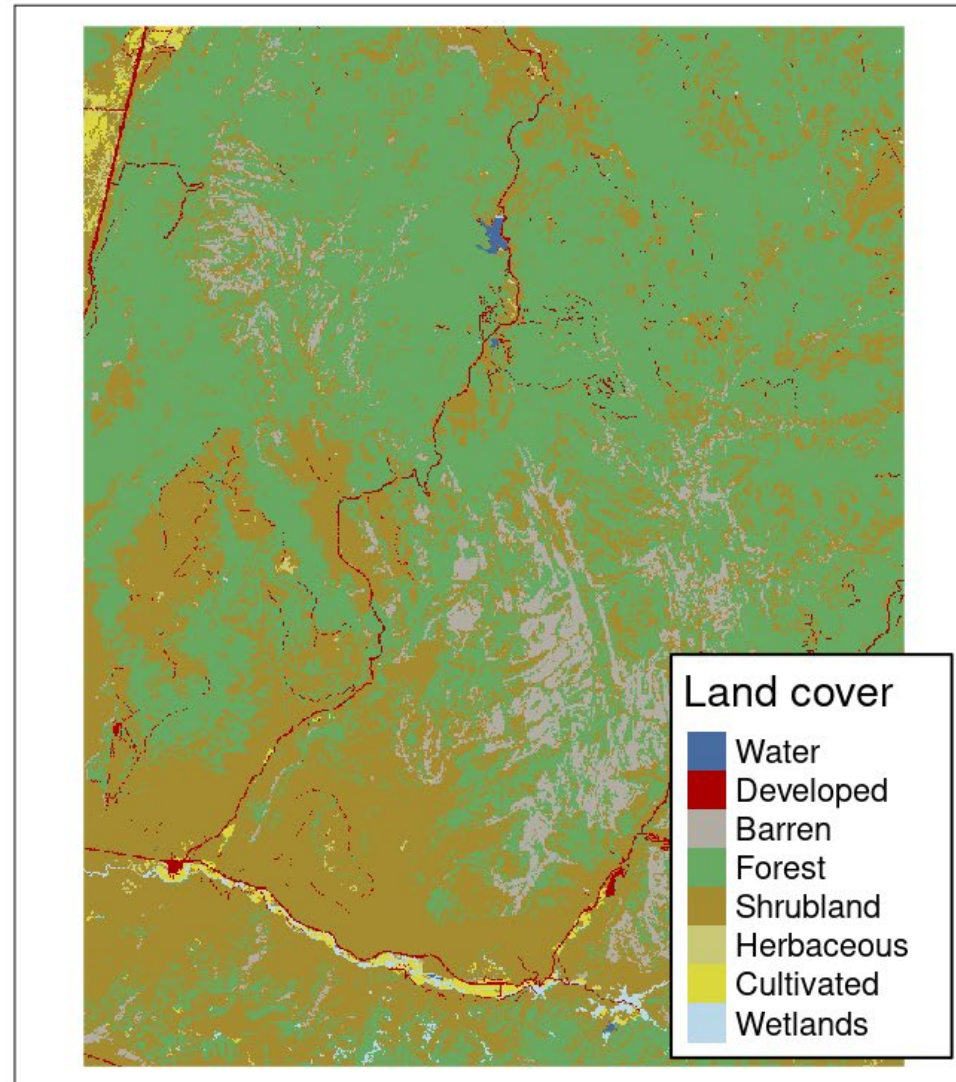 Land cover
Water
Developed
Barren
Forest
Shrubland
Herbaceous
Cultivated
Wetlands